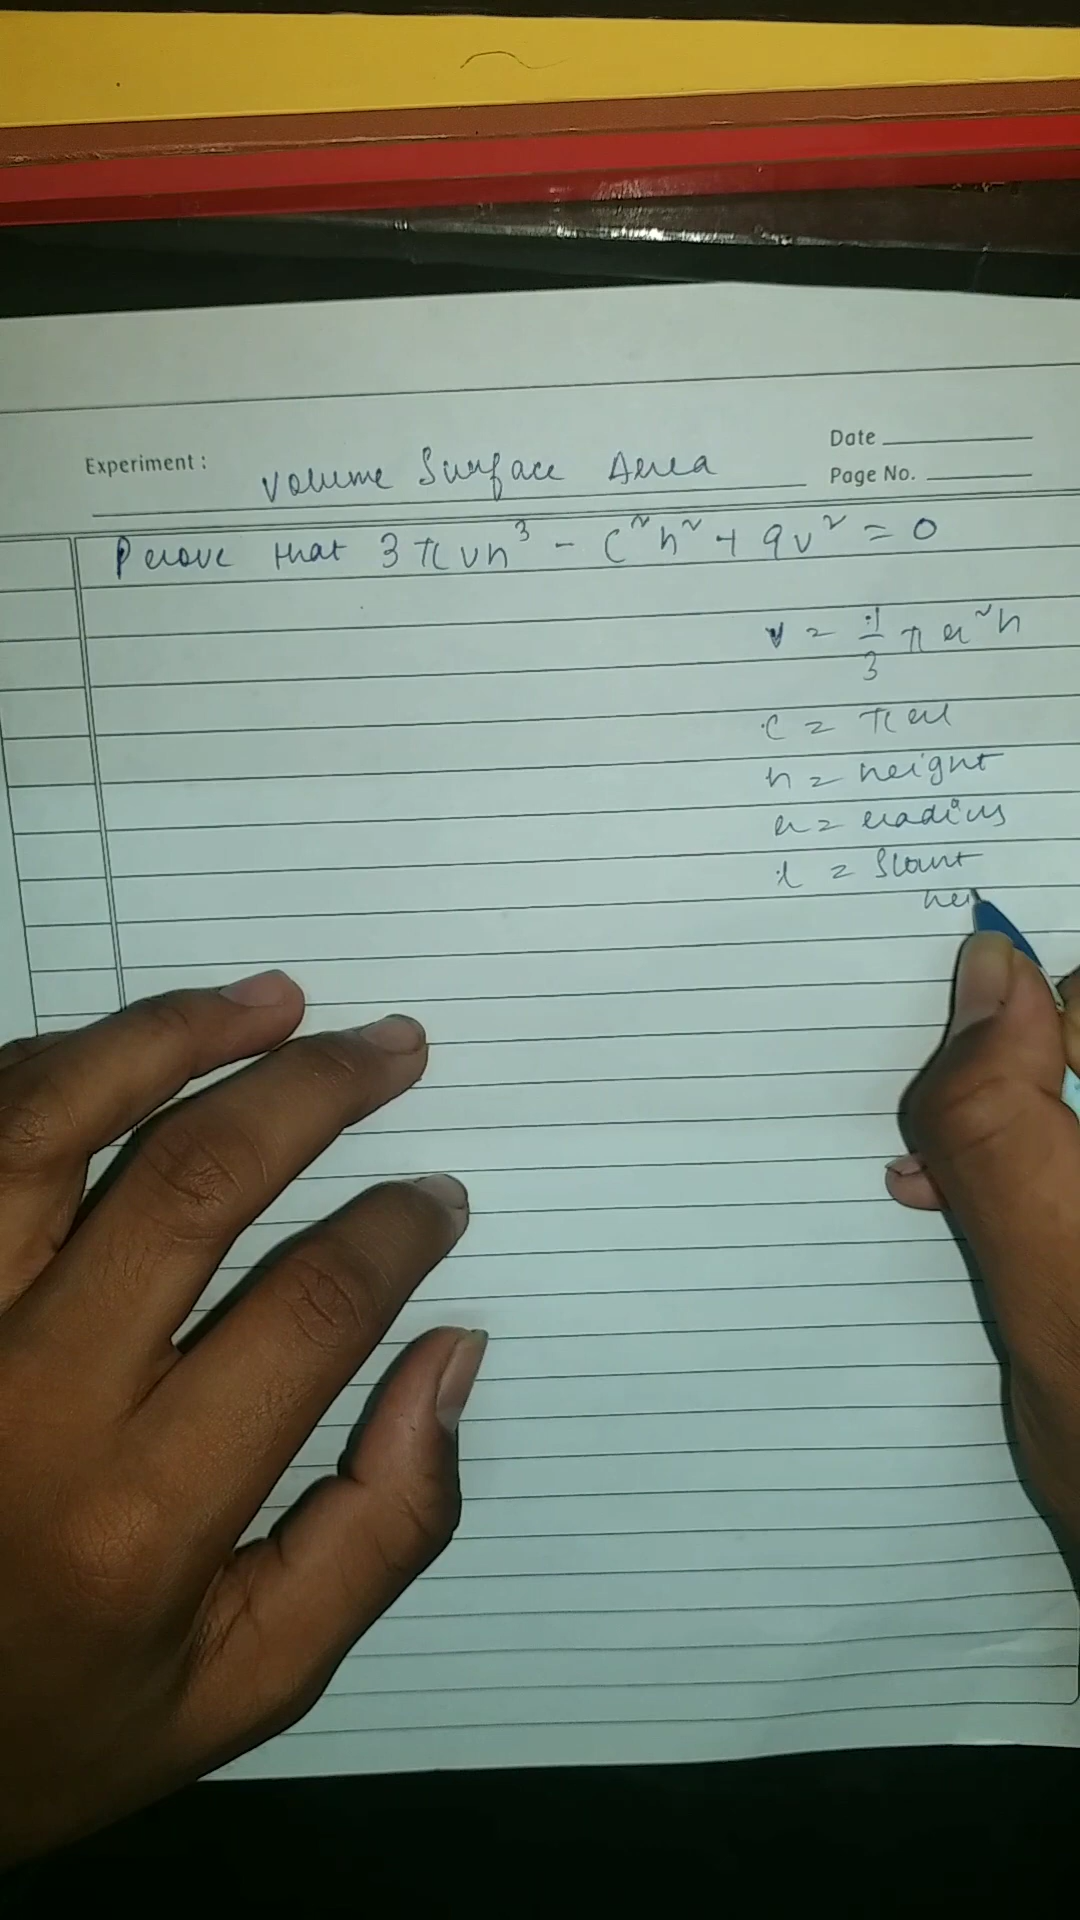 Date
Experiment : Volume Surface Area
Page No.
Prove that 3πvh³ - c²h² + 9v² = 0
v = 1/3 πr²h
c = πrl
h = height
r = radius
l = Slant
hei